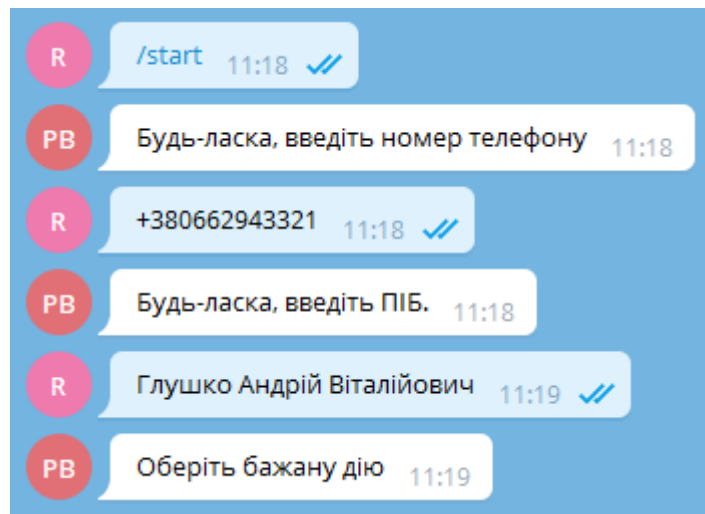 R /start 11:18
PB Будь-ласка, введіть номер телефону 11:18
R +380662943321 11:18
PB Будь-ласка, введіть ПІБ. 11:18
R Глушко Андрій Віталійович 11:19
PB Оберіть бажану дію 11:19